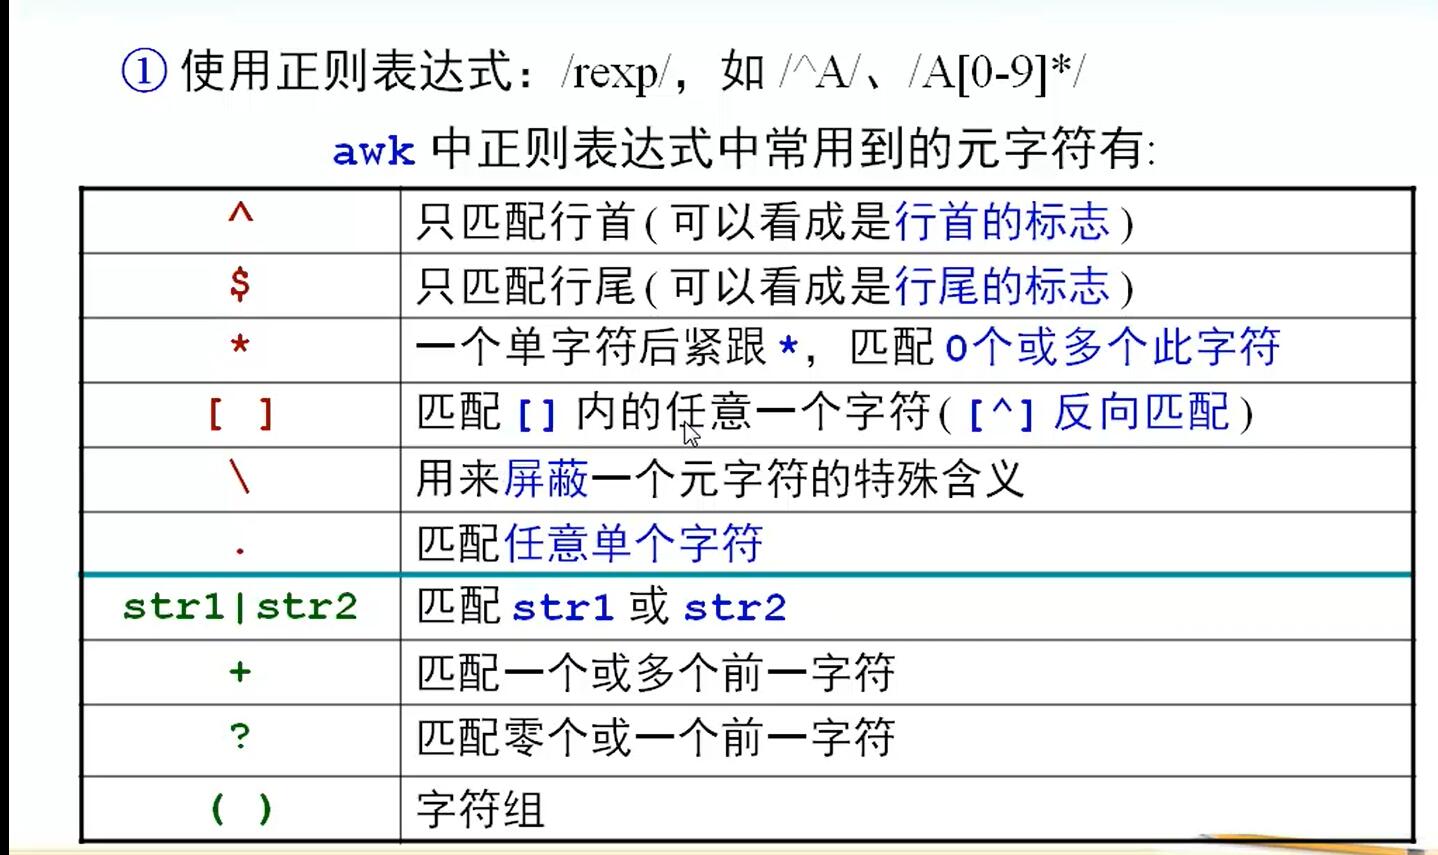 ① 使用正则表达式：/rexp/，如 /^A/、/A[0-9]*/
awk 中正则表达式中常用到的元字符有:
^ 只匹配行首(可以看成是行首的标志)
$ 只匹配行尾(可以看成是行尾的标志)
* 一个单字符后紧跟 *，匹配 0个或多个此字符
[ ] 匹配 [] 内的任意一个字符([^] 反向匹配)
\ 用来屏蔽一个元字符的特殊含义
. 匹配任意单个字符
str1|str2 匹配 str1 或 str2
+ 匹配一个或多个前一字符
? 匹配零个或一个前一字符
( ) 字符组